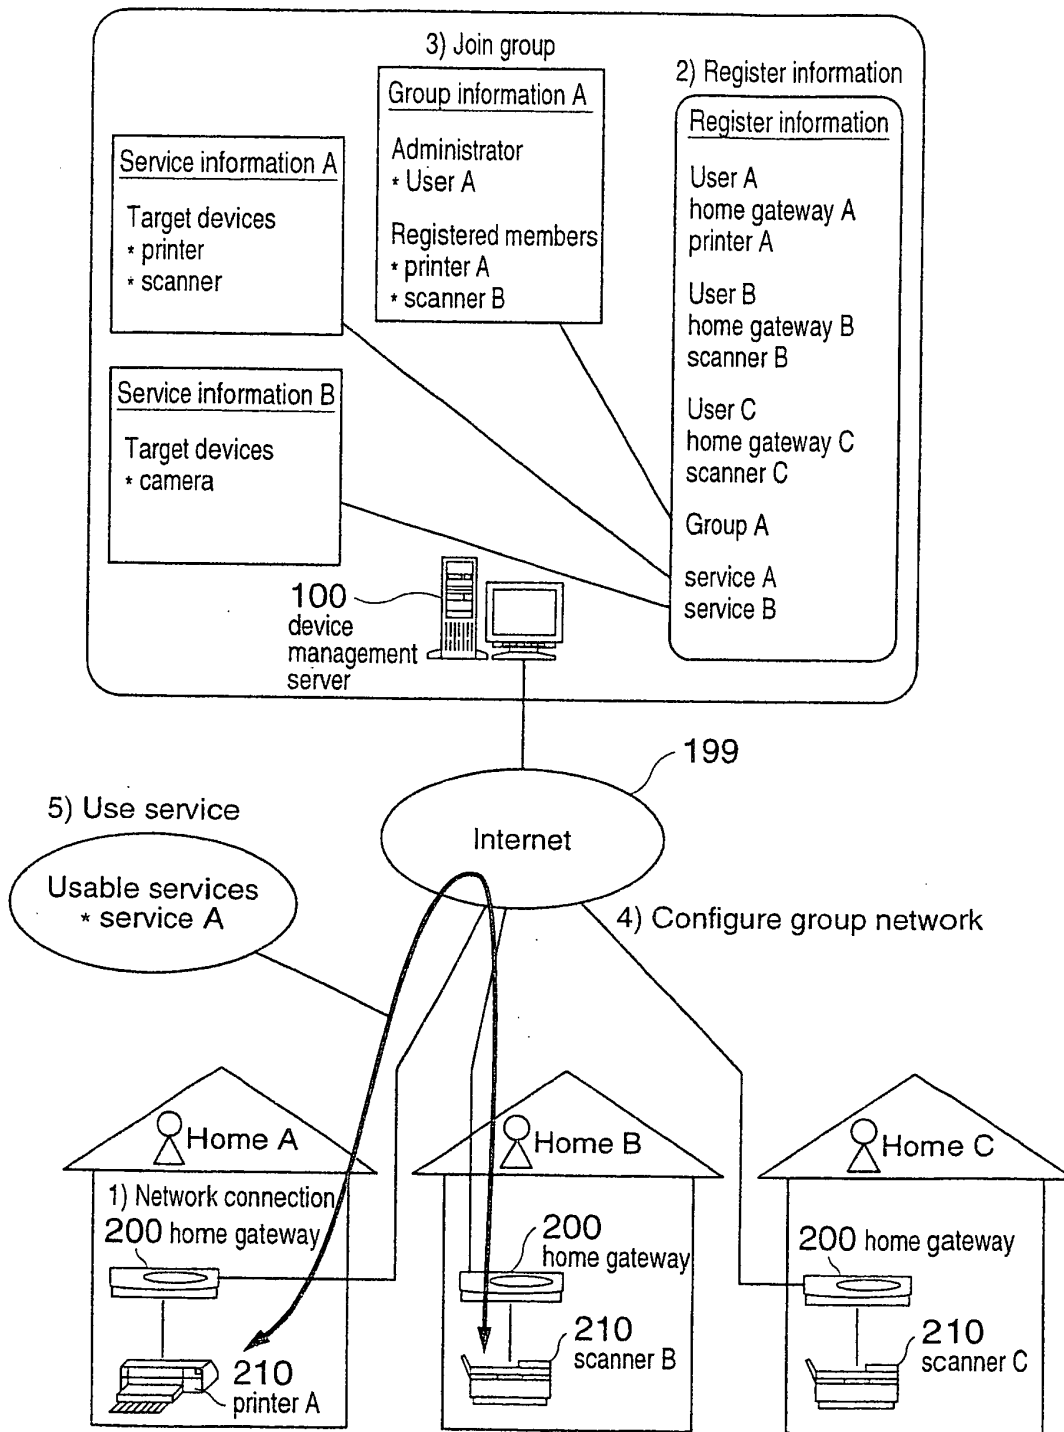 3) Join group
Group information A
Administrator
* User A
Registered members
* printer A
* scanner B
2) Register information
Register information
User A
home gateway A
printer A
User B
home gateway B
scanner B
User C
home gateway C
scanner C
Group A
service A
service B
Service information A
Target devices
* printer
* scanner
Service information B
Target devices
* camera
100
device
management
server
199
Internet
5) Use service
Usable services
* service A
4) Configure group network
Home A
1) Network connection
200 home gateway
210
printer A
Home B
200
home gateway
210
scanner B
Home C
200 home gateway
210
scanner C